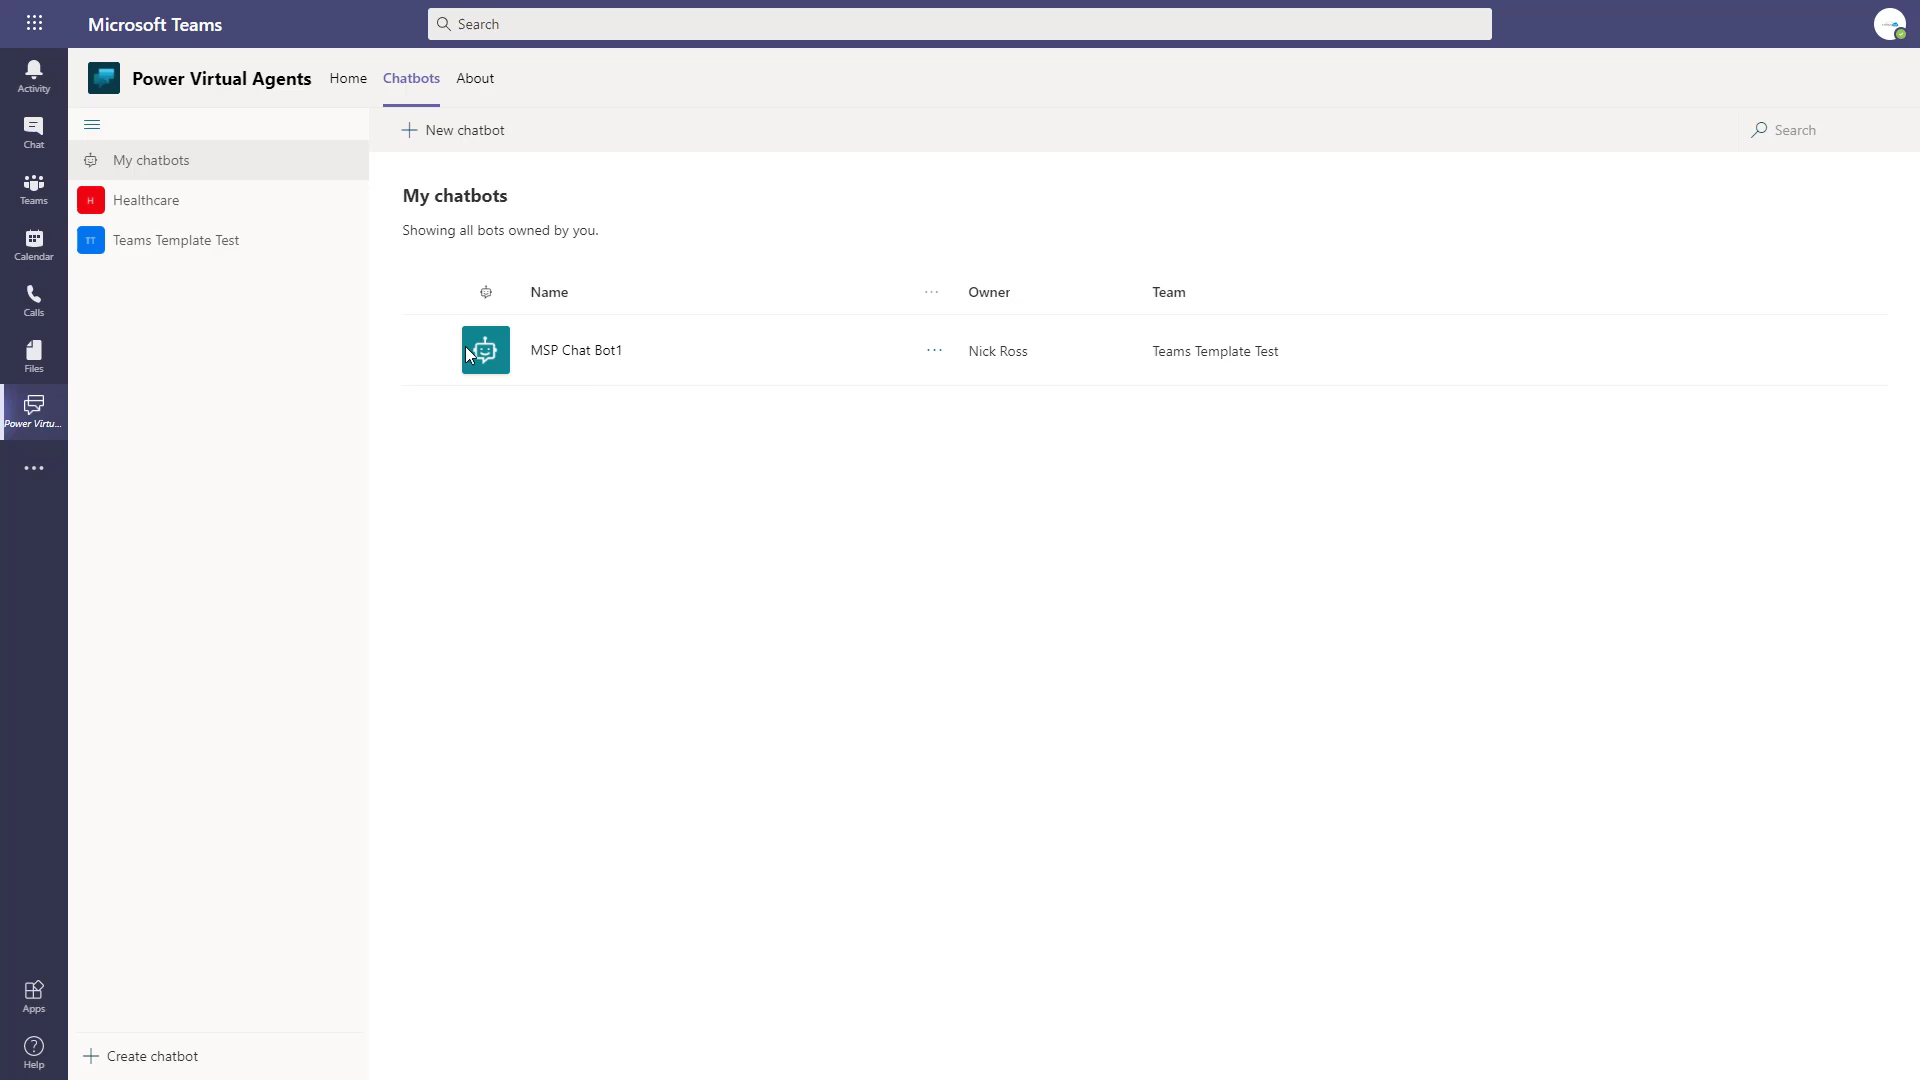 Microsoft Teams
Search
Activity
Chat
Teams
Calendar
Calls
Files
Power Virtu...
Apps
Help
Power Virtual Agents
Home
Chatbots
About
My chatbots
H
Healthcare
TT
Teams Template Test
Create chatbot
New chatbot
Search
My chatbots
Showing all bots owned by you.
Name
Owner
Team
MSP Chat Bot1
Nick Ross
Teams Template Test